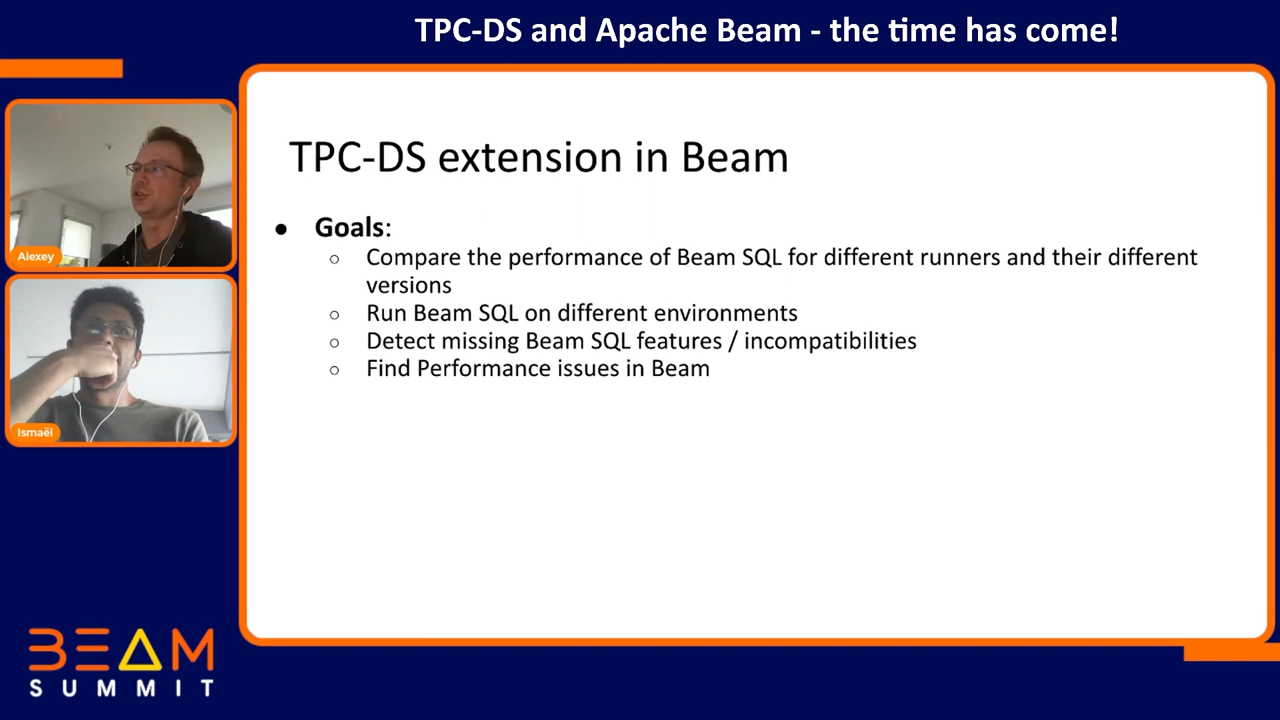 TPC-DS and Apache Beam - the time has come!
Alexey
Ismaël
TPC-DS extension in Beam
● Goals:
○ Compare the performance of Beam SQL for different runners and their different
versions
○ Run Beam SQL on different environments
○ Detect missing Beam SQL features / incompatibilities
○ Find Performance issues in Beam
BEAM
SUMMIT